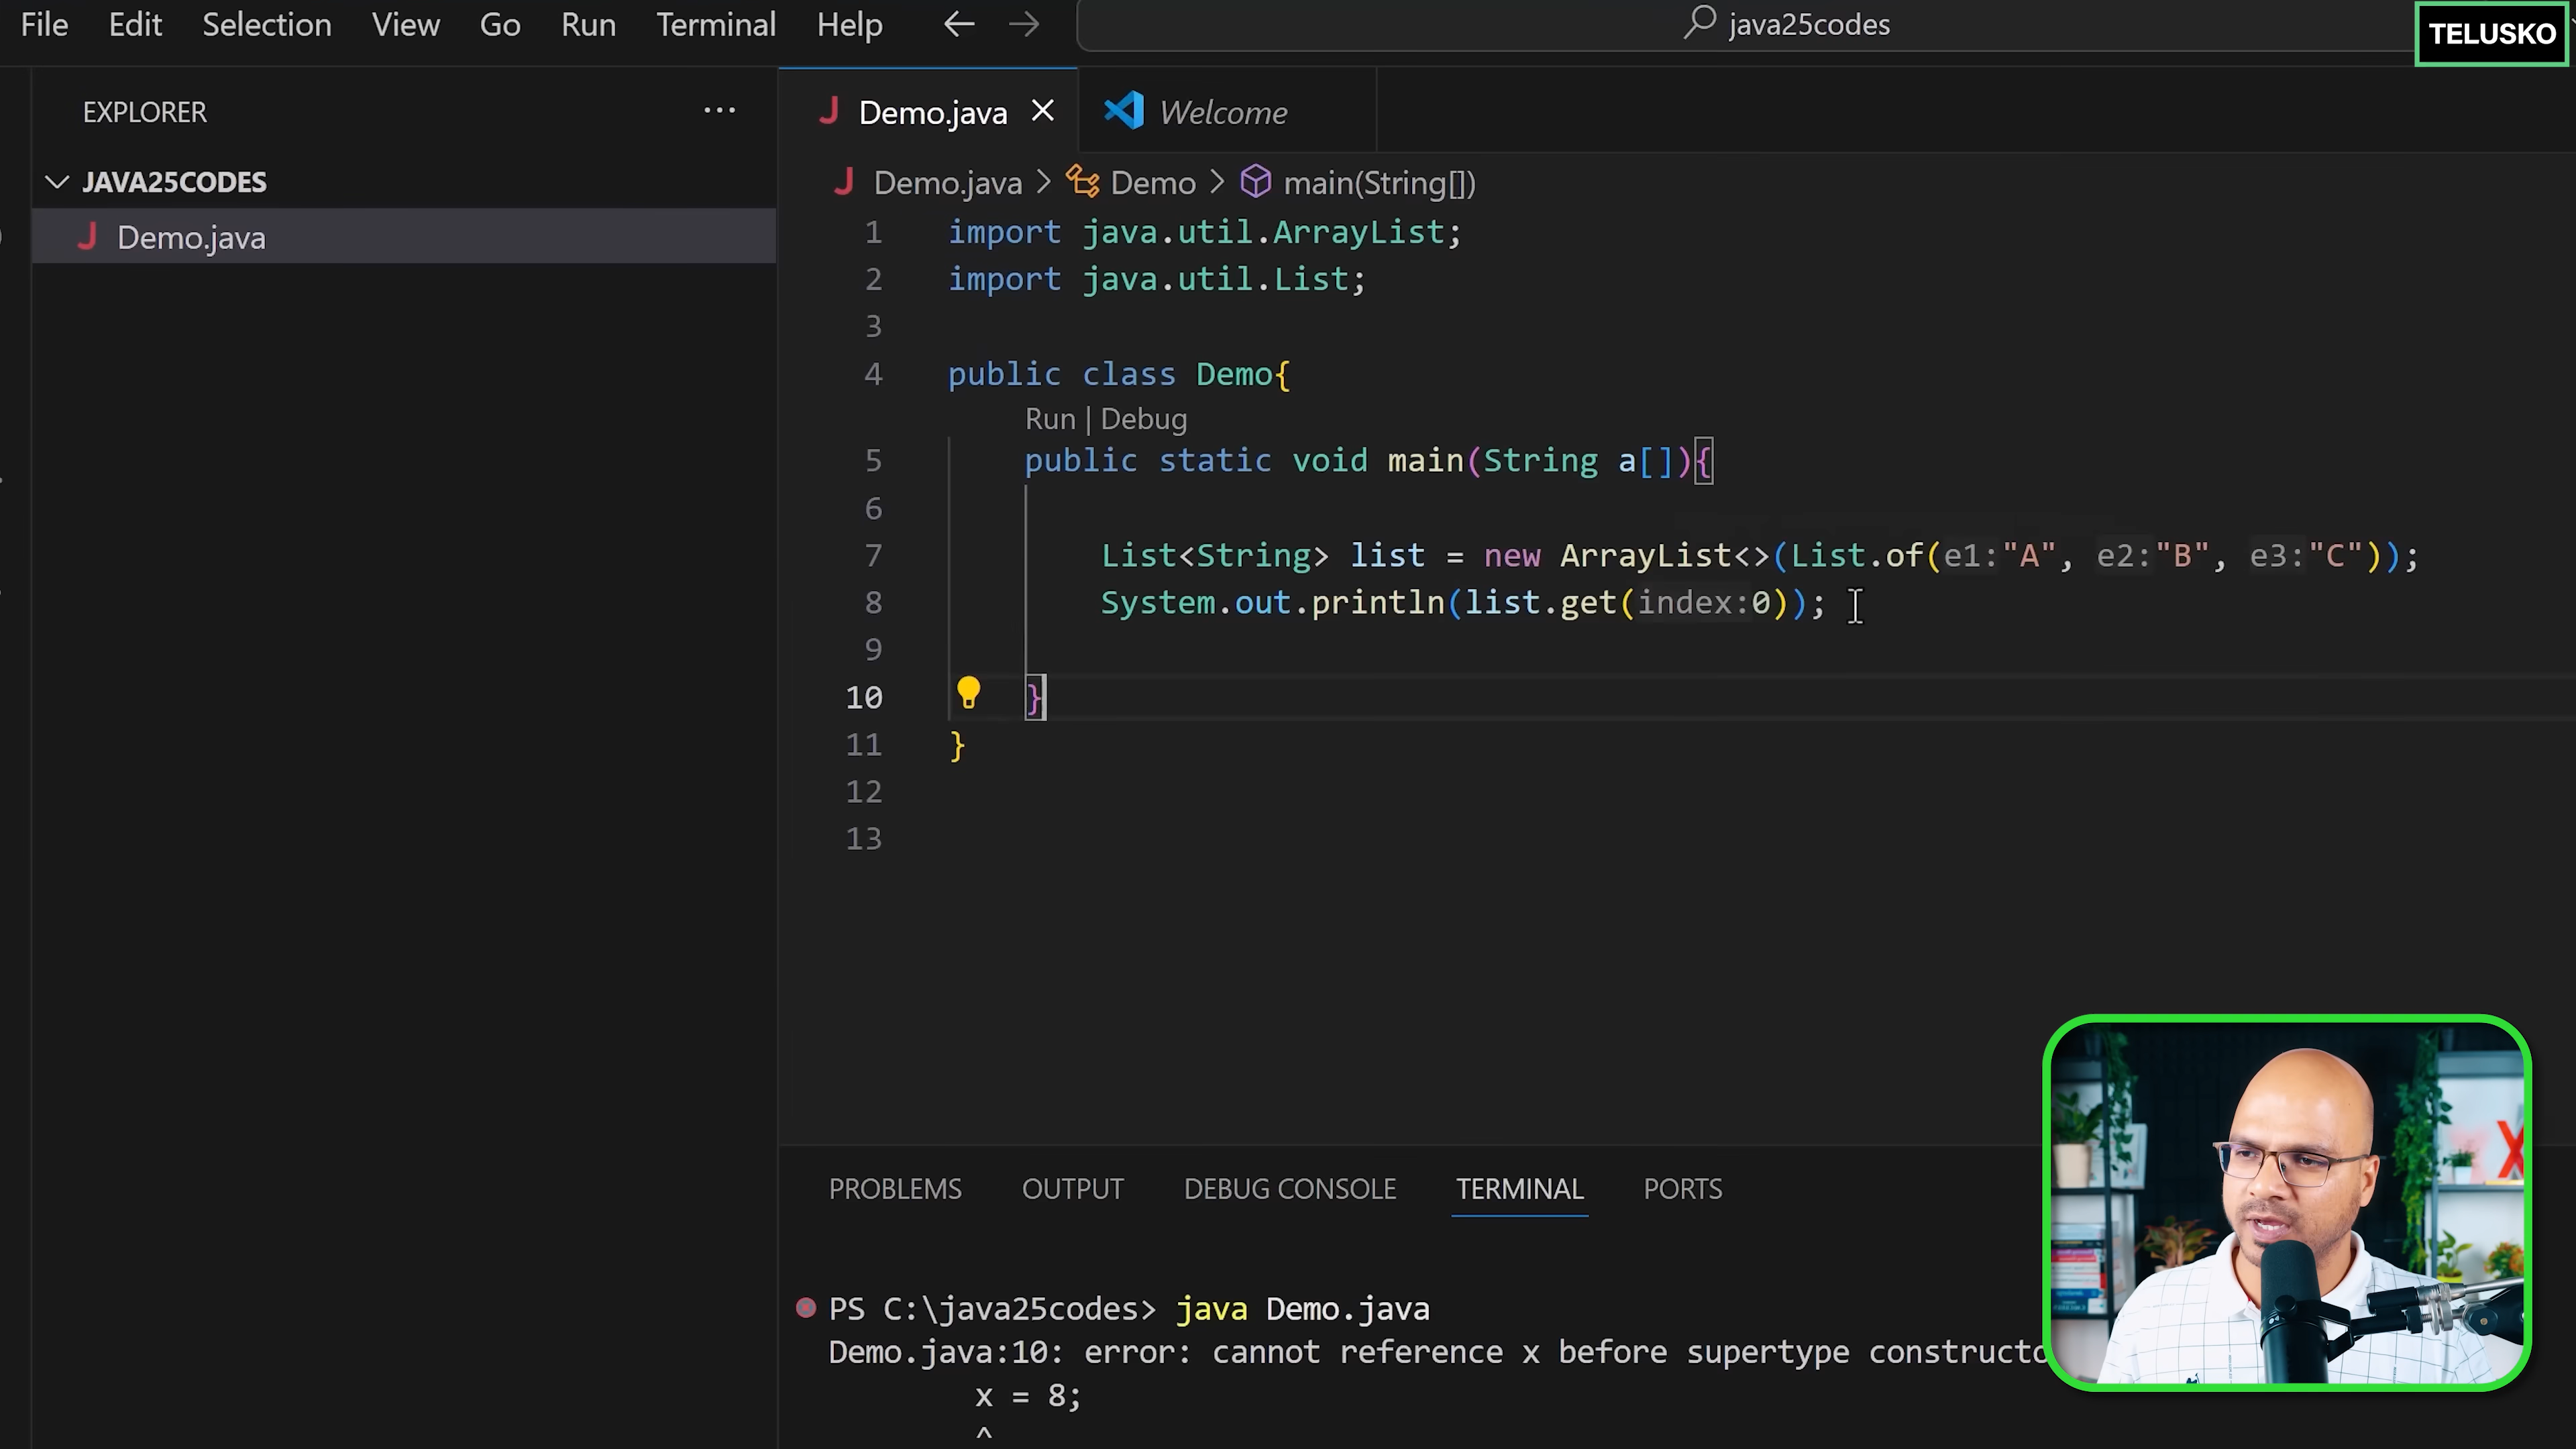 File Edit Selection View Go Run Terminal Help java25codes TELUSKO
EXPLORER
JAVA25CODES
Demo.java
Demo.java Welcome
Demo.java > Demo > main(String[])
1 import java.util.ArrayList;
2 import java.util.List;
3
4 public class Demo{
Run | Debug
5 public static void main(String a[]){
6
7 List<String> list = new ArrayList<>(List.of(e1:"A", e2:"B", e3:"C"));
8 System.out.println(list.get(index:0));
9
10 }
11 }
12
13
PROBLEMS OUTPUT DEBUG CONSOLE TERMINAL PORTS
PS C:\java25codes> java Demo.java
Demo.java:10: error: cannot reference x before supertype constructo
x = 8;
^